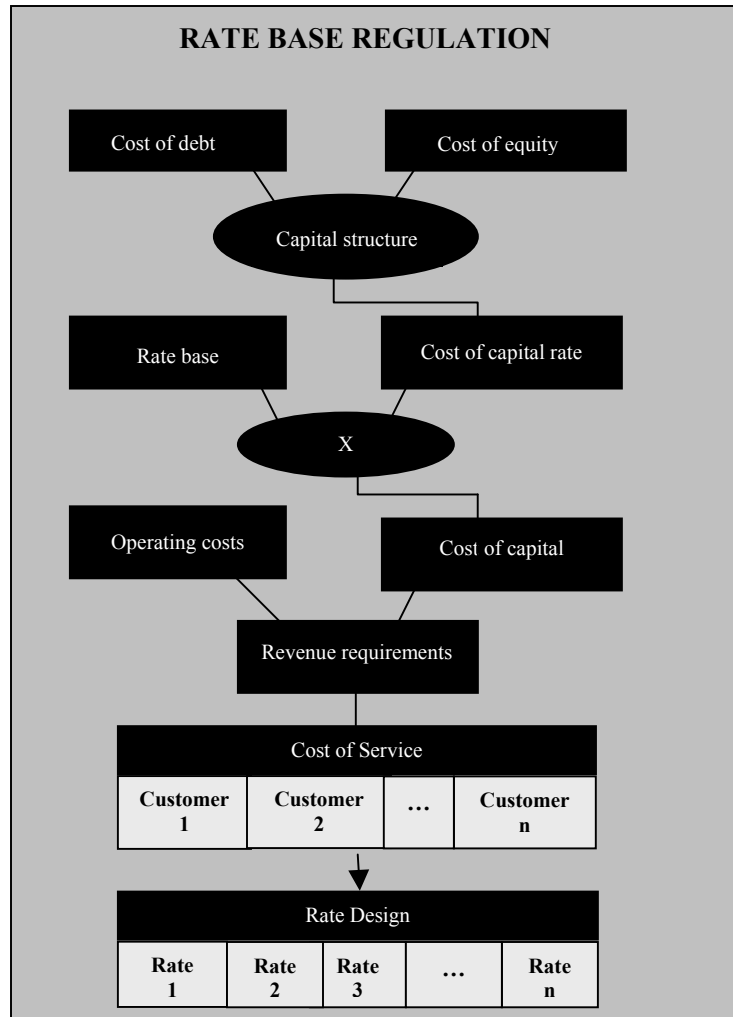 RATE BASE REGULATION
Cost of debt
Cost of equity
Capital structure
Rate base
Cost of capital rate
X
Operating costs
Cost of capital
Revenue requirements
Cost of Service
Customer
1
Customer
2
…
Customer
n
Rate Design
Rate
1
Rate
2
Rate
3
…
Rate
n